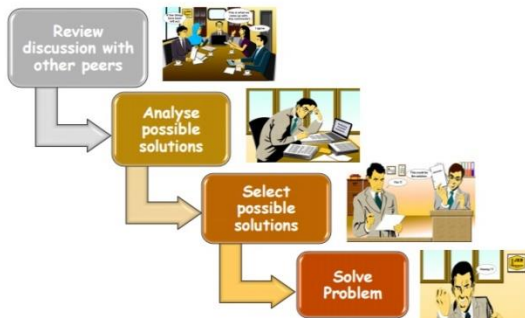 Review
discussion with
other peers
Analyse
possible
solutions
Select
possible
solutions
Solve
Problem